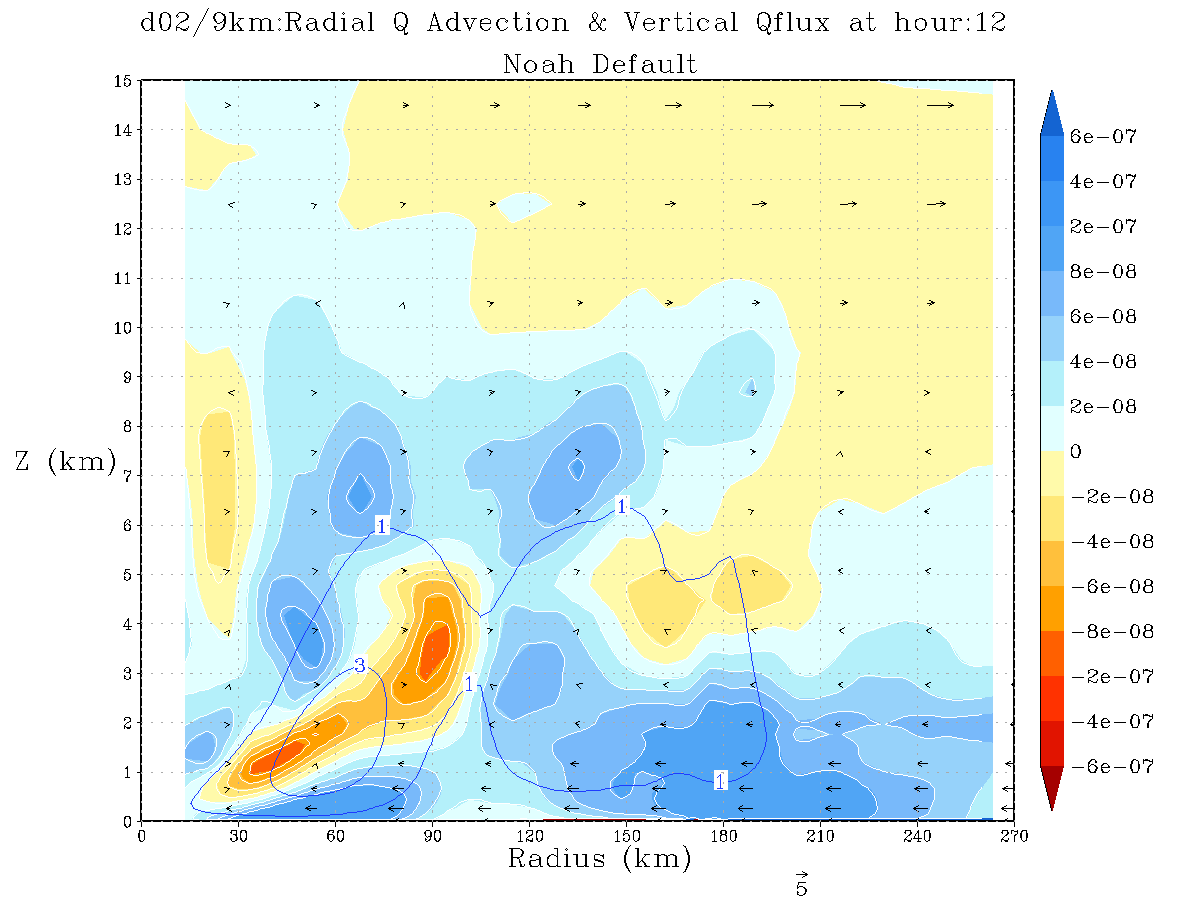 d02/9km:Radial Q Advection & Vertical Qflux at hour:12
Noah Default
15
14
13
12
11
10
9
8
7
6
5
4
3
2
1
0
Z (km)
1
1
3
1
1
0 30 60 90 120 150 180 210 240 270
Radius (km)
5
6e-07
4e-07
2e-07
8e-08
6e-08
4e-08
2e-08
0
-2e-08
-4e-08
-6e-08
-8e-08
-2e-07
-4e-07
-6e-07